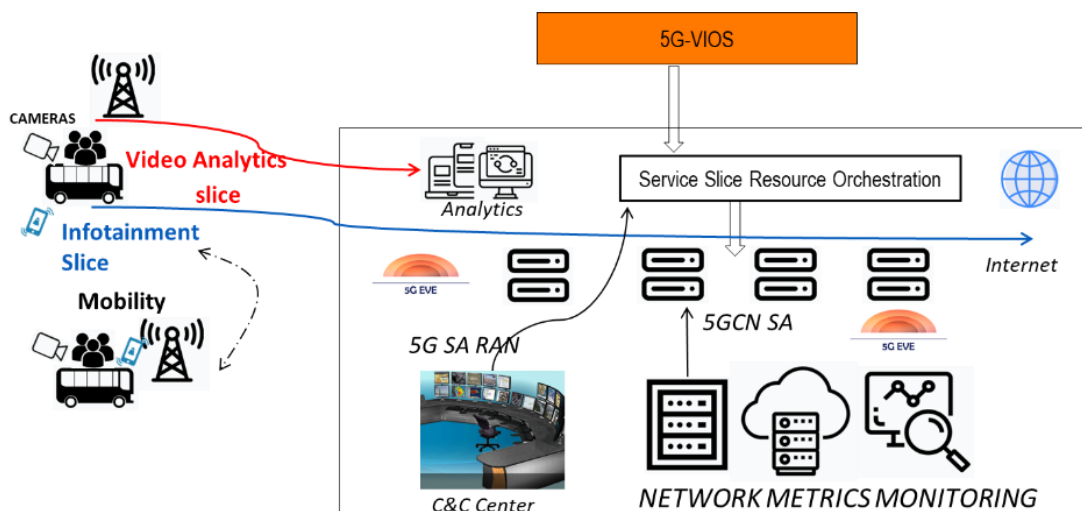 5G-VIOS
CAMERAS
Video Analytics
slice
Analytics
Service Slice Resource Orchestration
Infotainment
Slice
Internet
5G EVE
Mobility
5G SA RAN
5GCN SA
5G EVE
C&C Center
NETWORK METRICS MONITORING